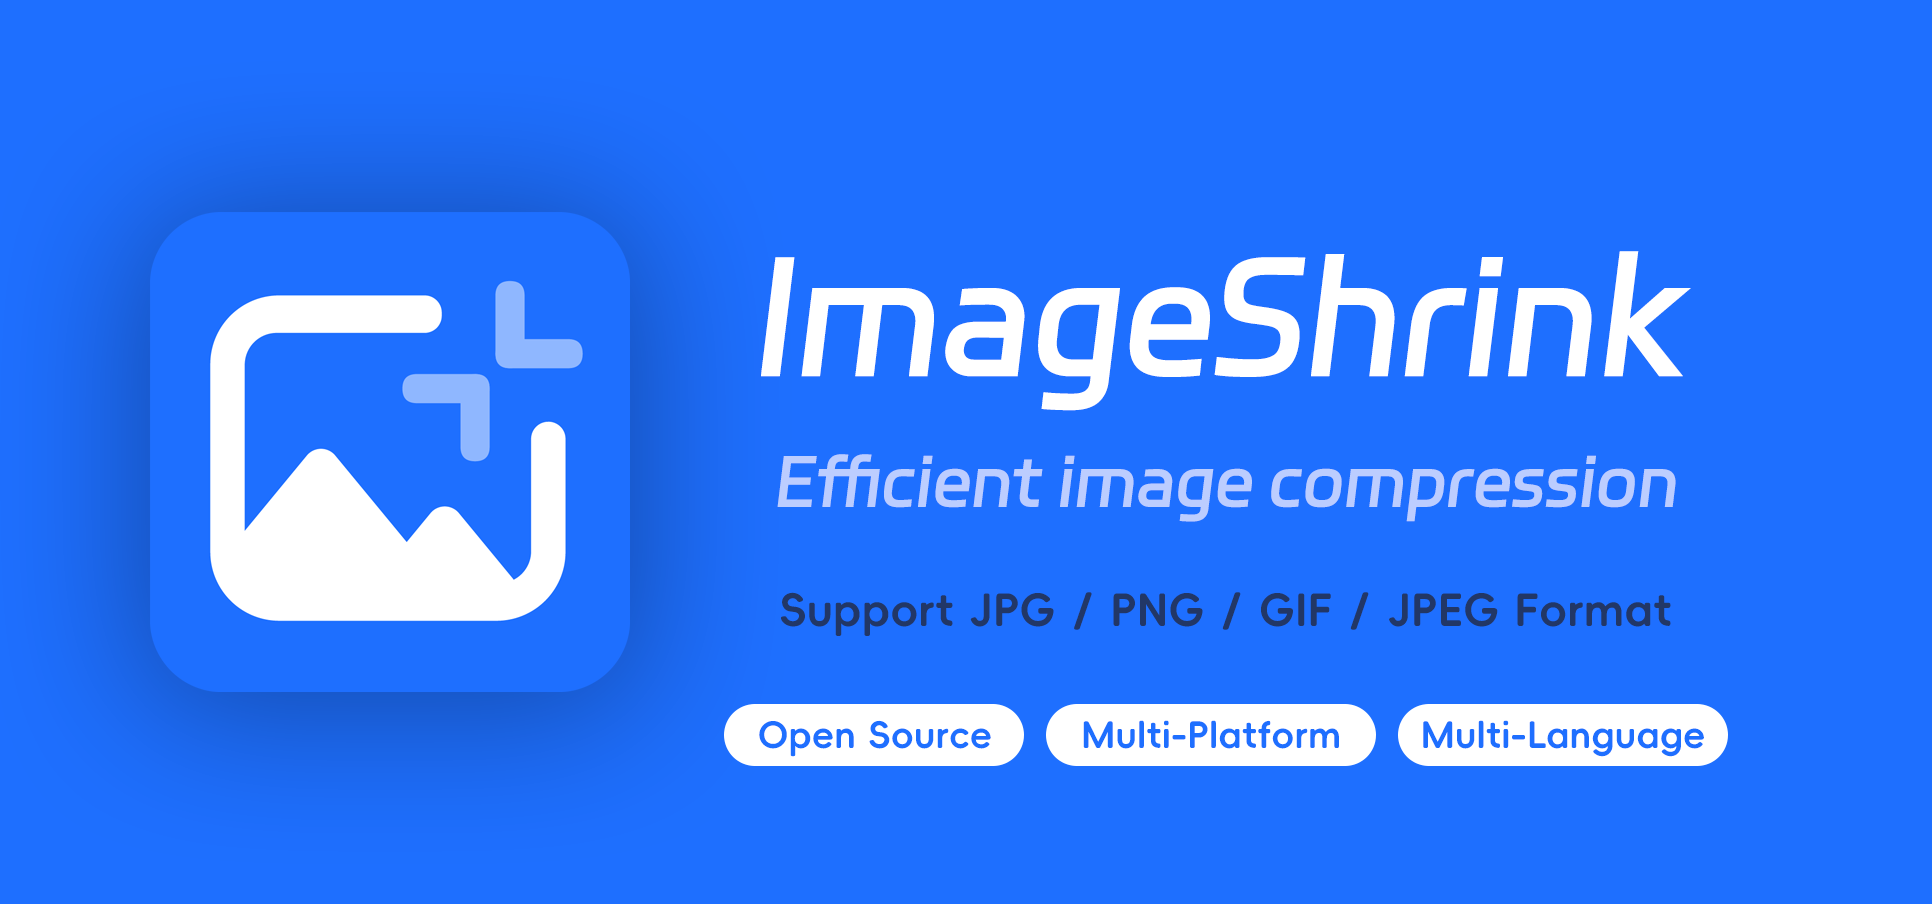 ImageShrink
Efficient image compression
Support JPG / PNG / GIF / JPEG Format
Open Source Multi-Platform Multi-Language